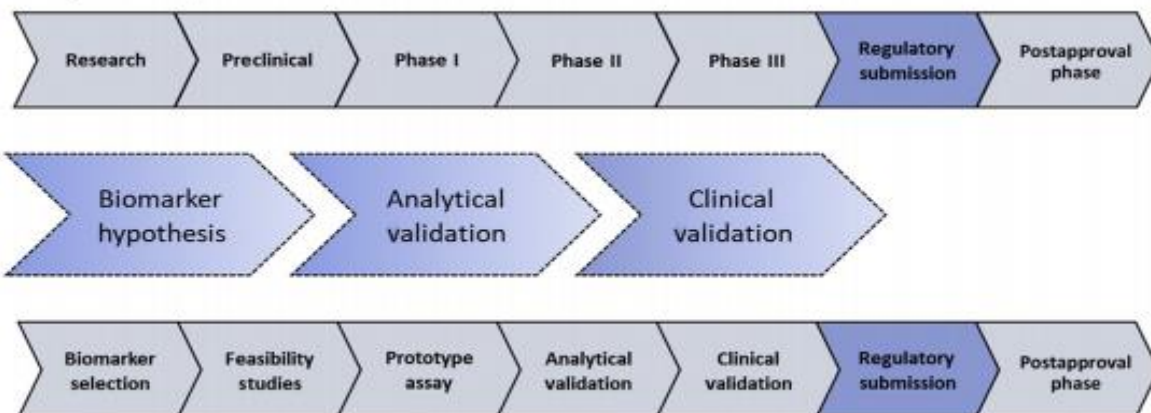 Research
Preclinical
Phase I
Phase II
Phase III
Regulatory
submission
Postapproval
phase
Biomarker
hypothesis
Analytical
validation
Clinical
validation
Biomarker
selection
Feasibility
studies
Prototype
assay
Analytical
validation
Clinical
validation
Regulatory
submission
Postapproval
phase